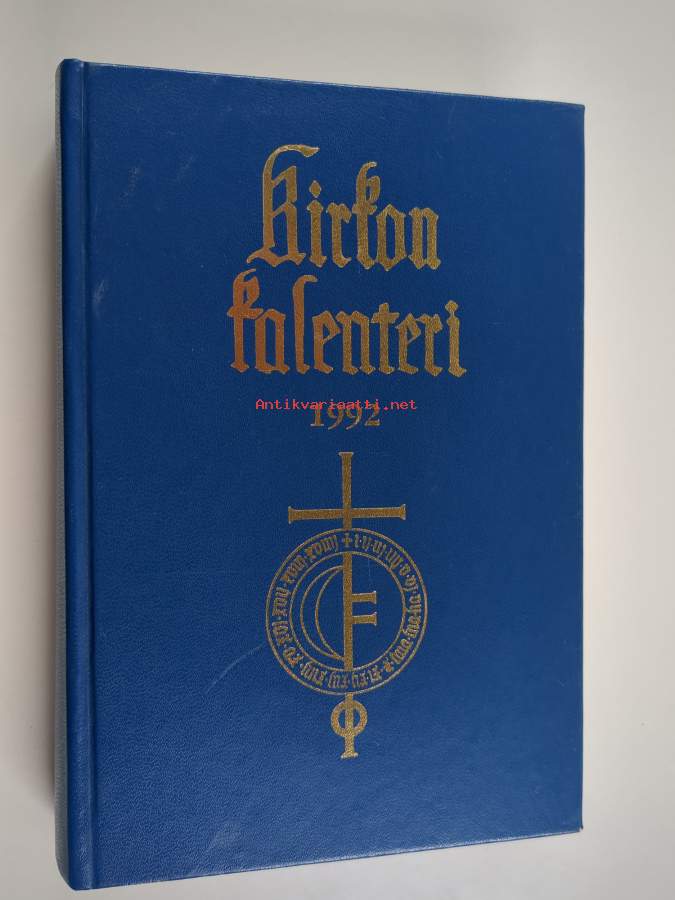 Kirkon
kalenteri
Antikvariaatti.net
1992